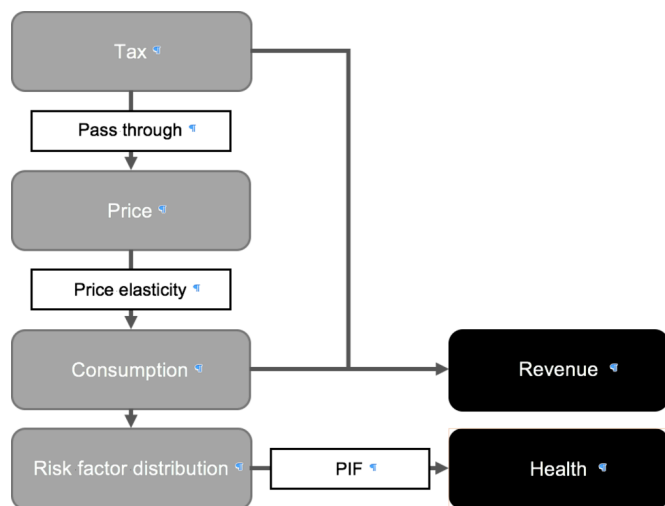 Tax ¶
Pass through ¶
Price ¶
Price elasticity ¶
Consumption ¶
Revenue ¶
Risk factor distribution ¶
PIF ¶
Health ¶